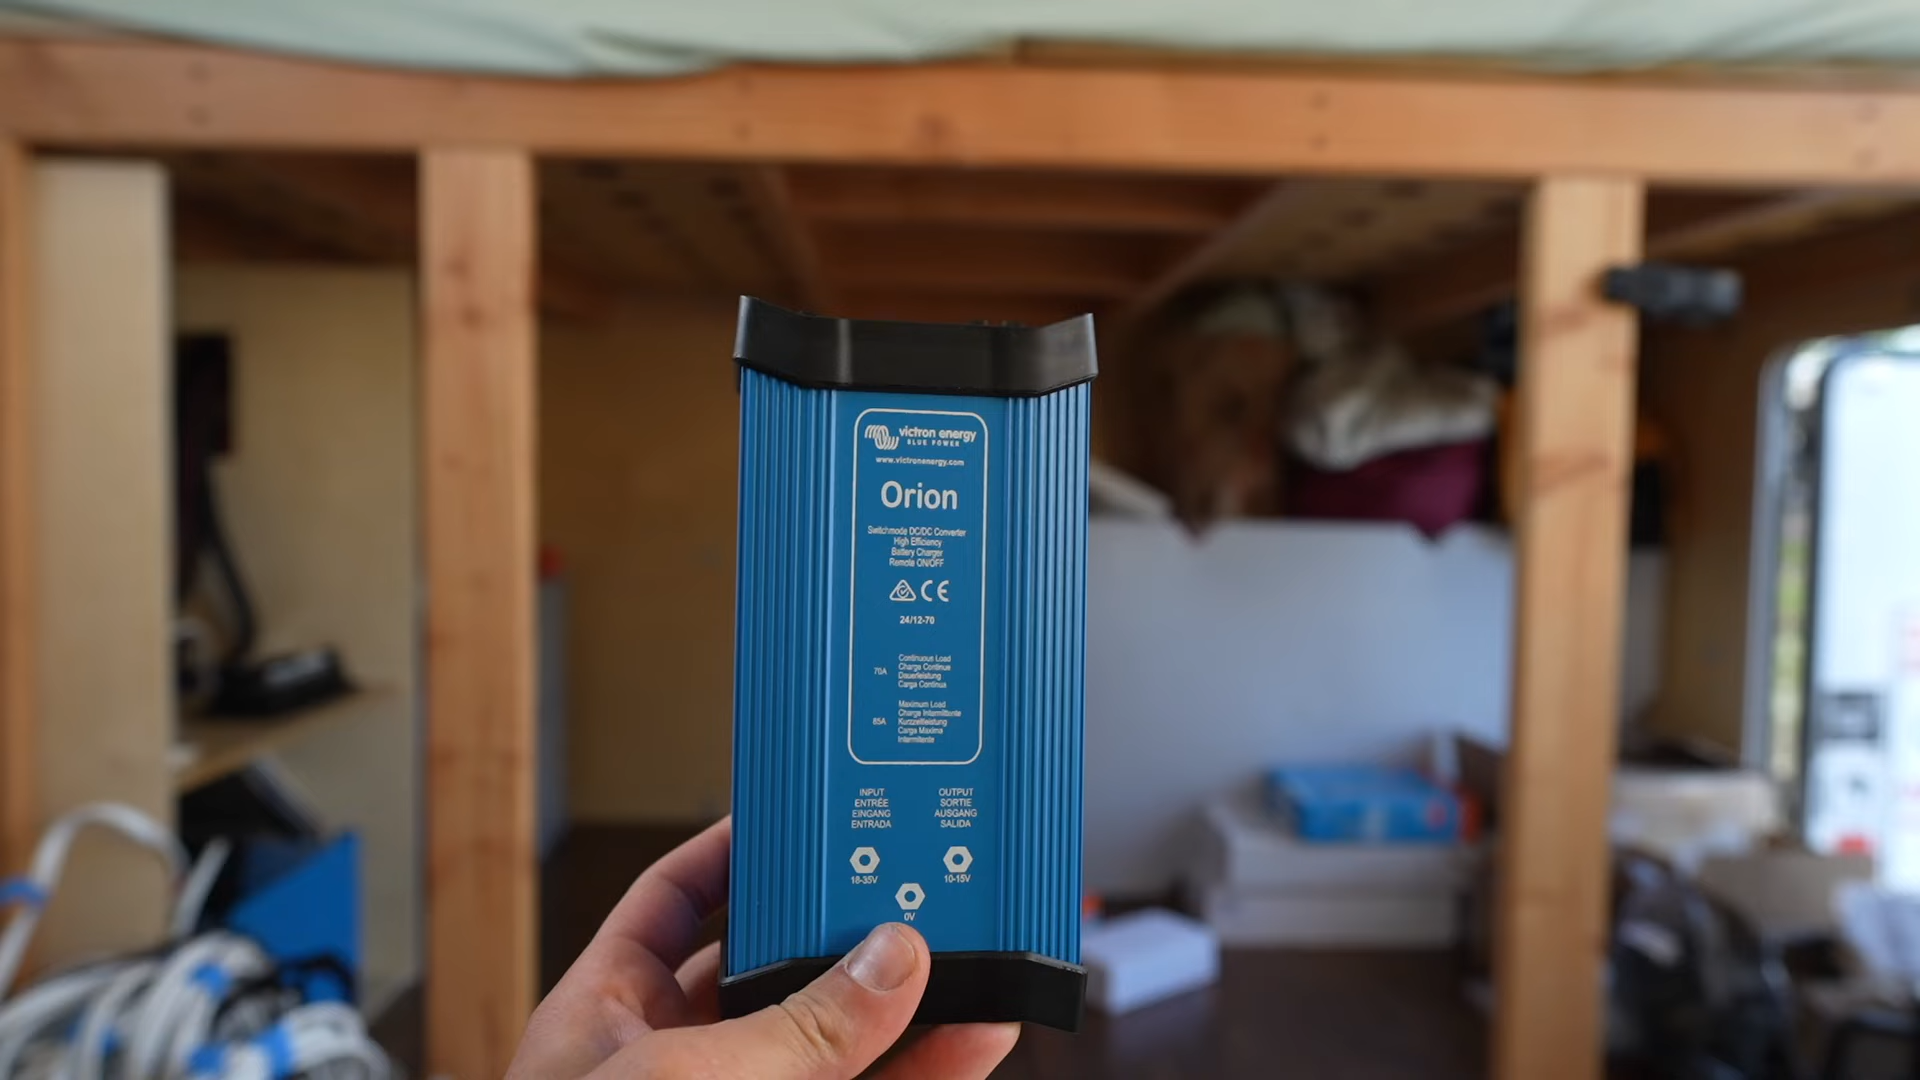 victron energy
BLUE POWER
www.victronenergy.com
Orion
Switchmode DC/DC Converter
High Efficiency
Battery Charger
Remote ON/OFF
CE
24/12-70
70A
Continuous Load
Charge Continue
Dauerleistung
Carga Continua
85A
Maximum Load
Charge Intermittente
Kurzzeitleistung
Carga Maxima
Intermitente
INPUT
ENTRÉE
EINGANG
ENTRADA
OUTPUT
SORTIE
AUSGANG
SALIDA
18-35V
10-15V
0V